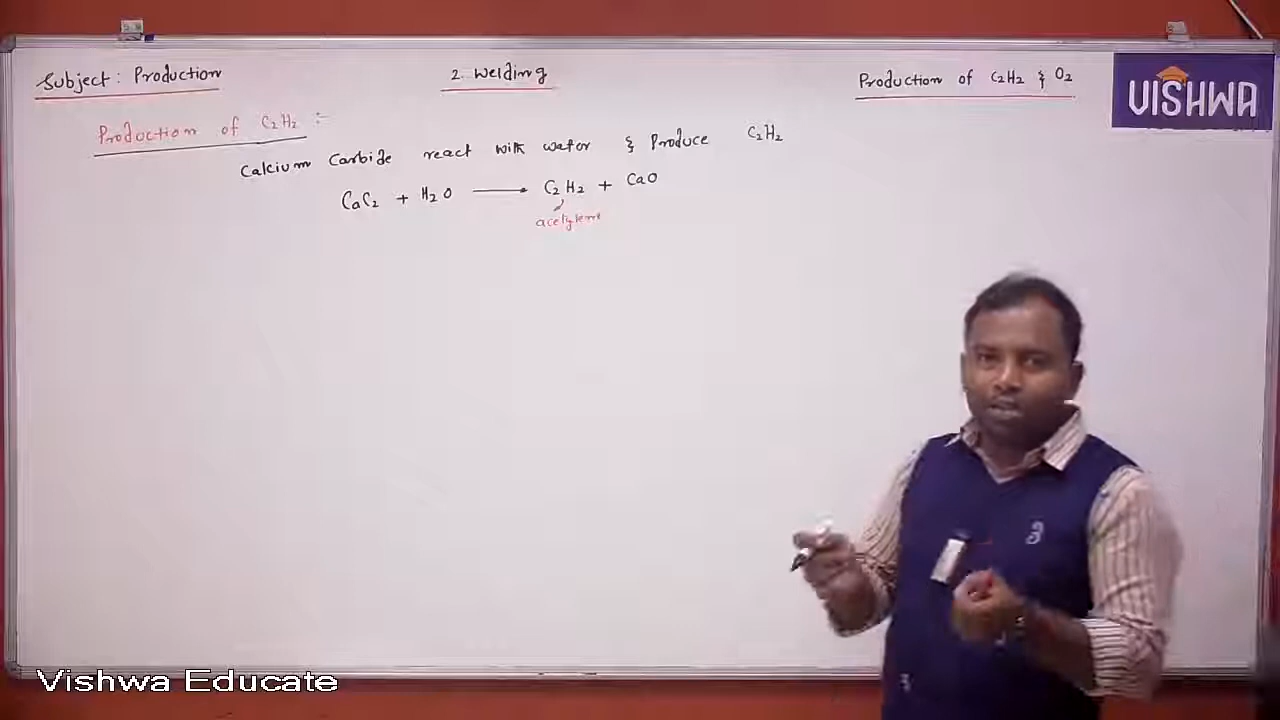 Subject: Production
2. Welding
Production of C2H2 & O2
VISHWA
Production of C2H2 :-
Calcium Carbide react with water & Produce C2H2
CaC2 + H2O → C2H2 + CaO
acetylene
Vishwa Educate